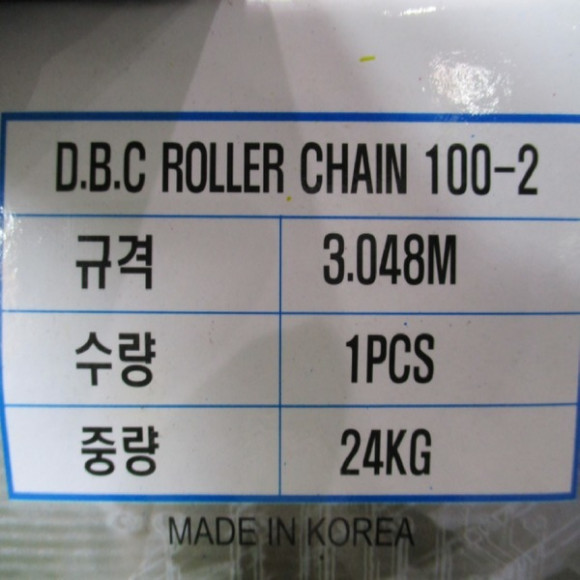 D.B.C ROLLER CHAIN 100-2
규격 3.048M
수량 1PCS
중량 24KG
MADE IN KOREA